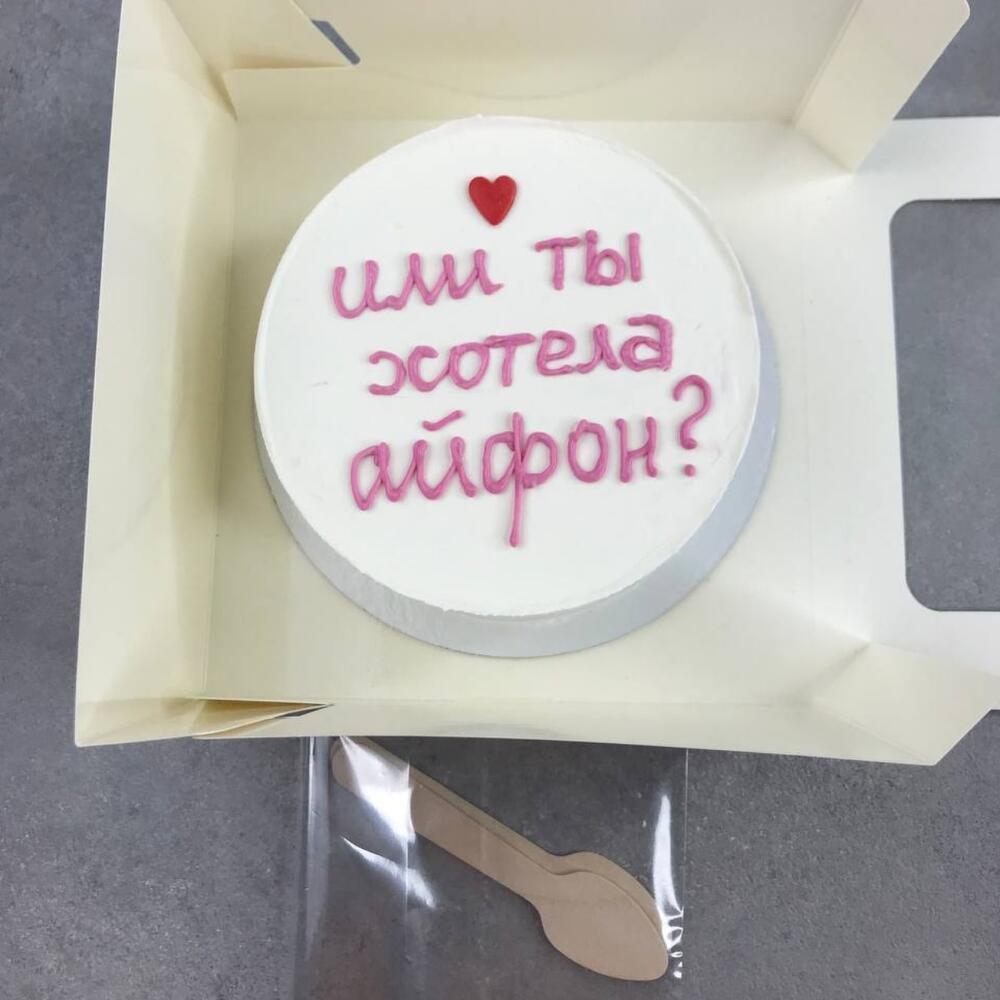 или ты
хотела
айфон?